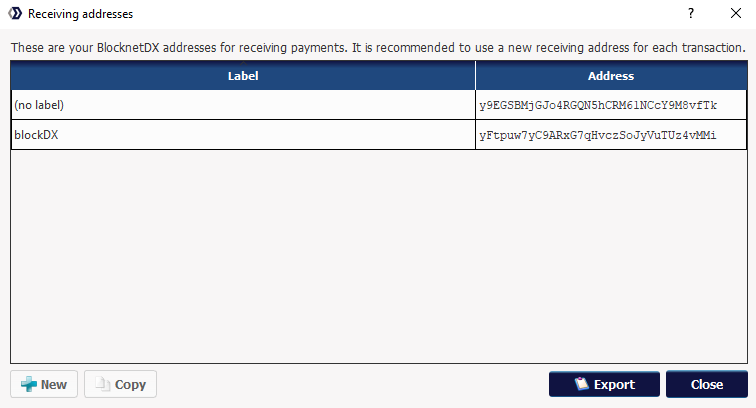 Receiving addresses
?
These are your BlocknetDX addresses for receiving payments. It is recommended to use a new receiving address for each transaction.
Label Address
(no label) y9EGSBMjGJo4RGQN5hCRM6lNCcY9M8vfTk
blockDX yFtpuw7yC9ARxG7qHvczSoJyVuTUz4vMMi
New Copy Export Close